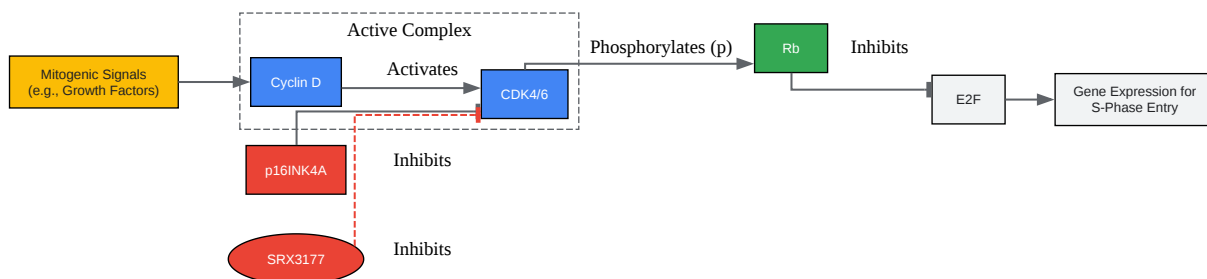 Active Complex
Mitogenic Signals
(e.g., Growth Factors)
Cyclin D
Activates
CDK4/6
Phosphorylates (p)
Rb
Inhibits
E2F
Gene Expression for
S-Phase Entry
p16INK4A
Inhibits
SRX3177
Inhibits